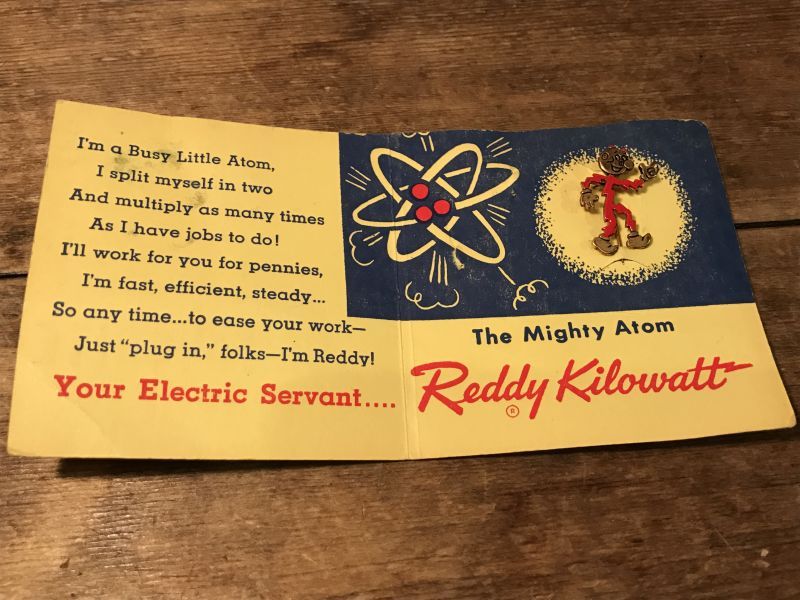 I'm a Busy Little Atom,
I split myself in two
And multiply as many times
As I have jobs to do!
I'll work for you for pennies,
I'm fast, efficient, steady...
So any time...to ease your work—
Just "plug in," folks—I'm Reddy!
Your Electric Servant....
The Mighty Atom
Reddy Kilowatt
®